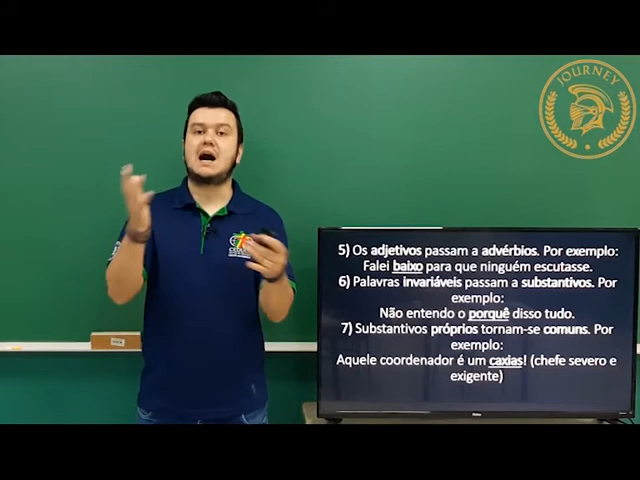 JOURNEY
5) Os adjetivos passam a advérbios. Por exemplo:
Falei baixo para que ninguém escutasse.
6) Palavras invariáveis passam a substantivos. Por
exemplo:
Não entendo o porquê disso tudo.
7) Substantivos próprios tornam-se comuns. Por
exemplo:
Aquele coordenador é um caxias! (chefe severo e
exigente)